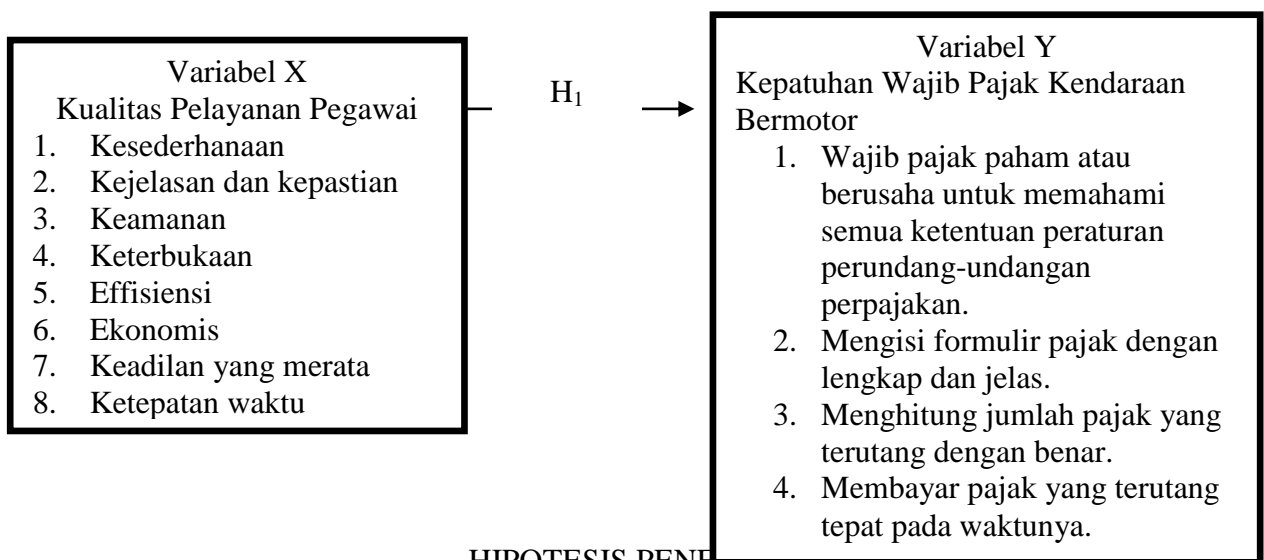 Variabel X
Kualitas Pelayanan Pegawai
1. Kesederhanaan
2. Kejelasan dan kepastian
3. Keamanan
4. Keterbukaan
5. Effisiensi
6. Ekonomis
7. Keadilan yang merata
8. Ketepatan waktu
H₁
Variabel Y
Kepatuhan Wajib Pajak Kendaraan
Bermotor
1. Wajib pajak paham atau
berusaha untuk memahami
semua ketentuan peraturan
perundang-undangan
perpajakan.
2. Mengisi formulir pajak dengan
lengkap dan jelas.
3. Menghitung jumlah pajak yang
terutang dengan benar.
4. Membayar pajak yang terutang
tepat pada waktunya.
HIPOTESIS